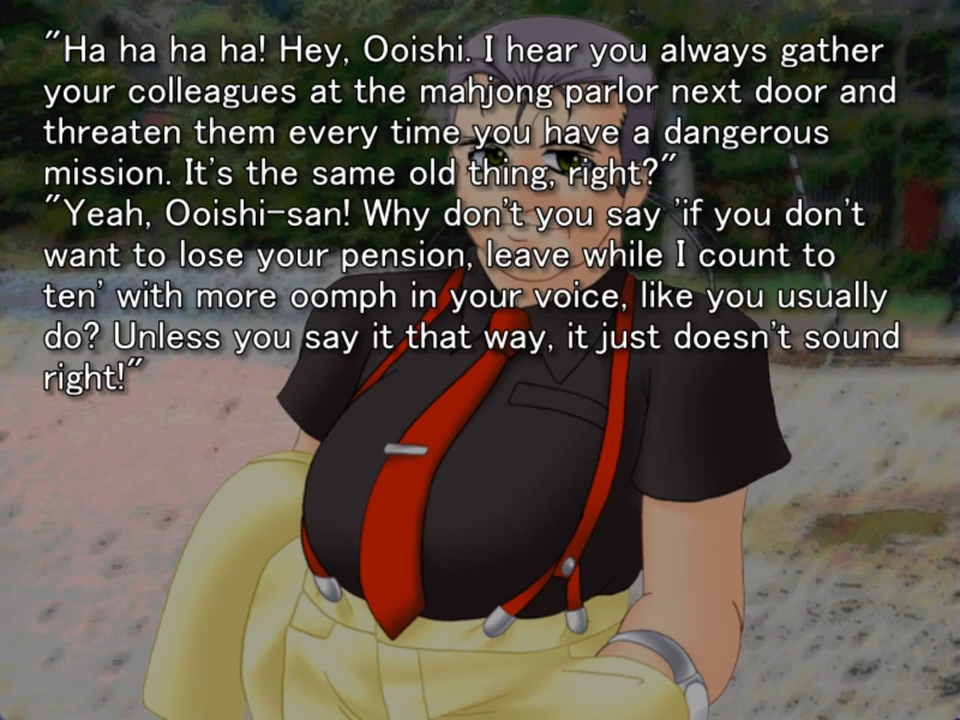 "Ha ha ha ha! Hey, Ooishi. I hear you always gather
your colleagues at the mahjong parlor next door and
threaten them every time you have a dangerous
mission. It's the same old thing, right?"
"Yeah, Ooishi-san! Why don't you say 'if you don't
want to lose your pension, leave while I count to
ten' with more oomph in your voice, like you usually
do? Unless you say it that way, it just doesn't sound
right!"